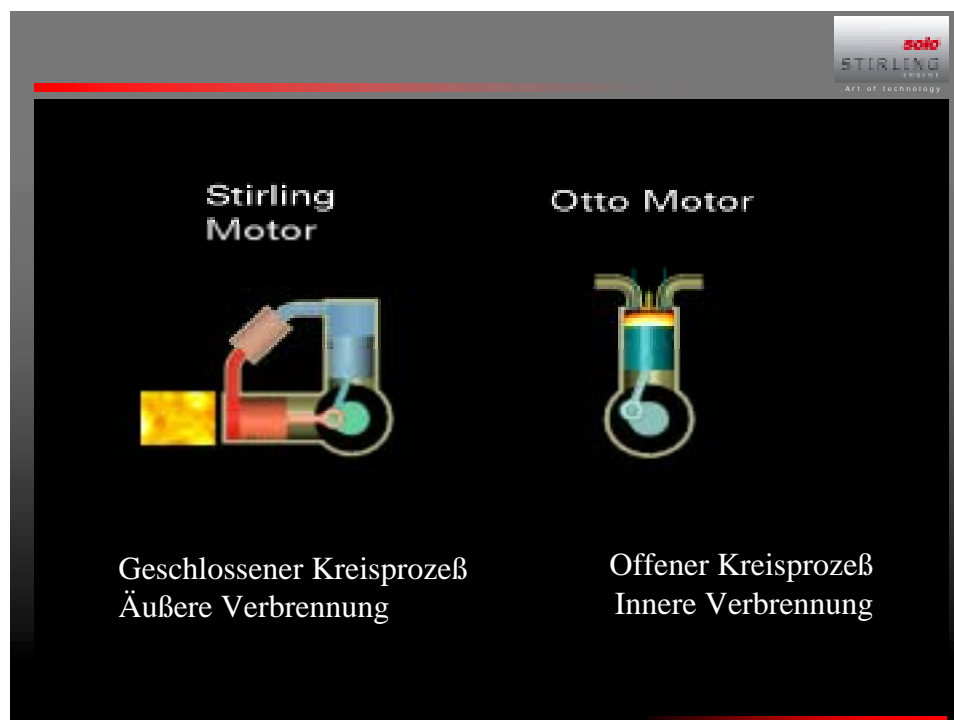 solo
STIRLING
ENGINE
Art of technology
Stirling
Motor
Otto Motor
Geschlossener Kreisprozeß
Äußere Verbrennung
Offener Kreisprozeß
Innere Verbrennung